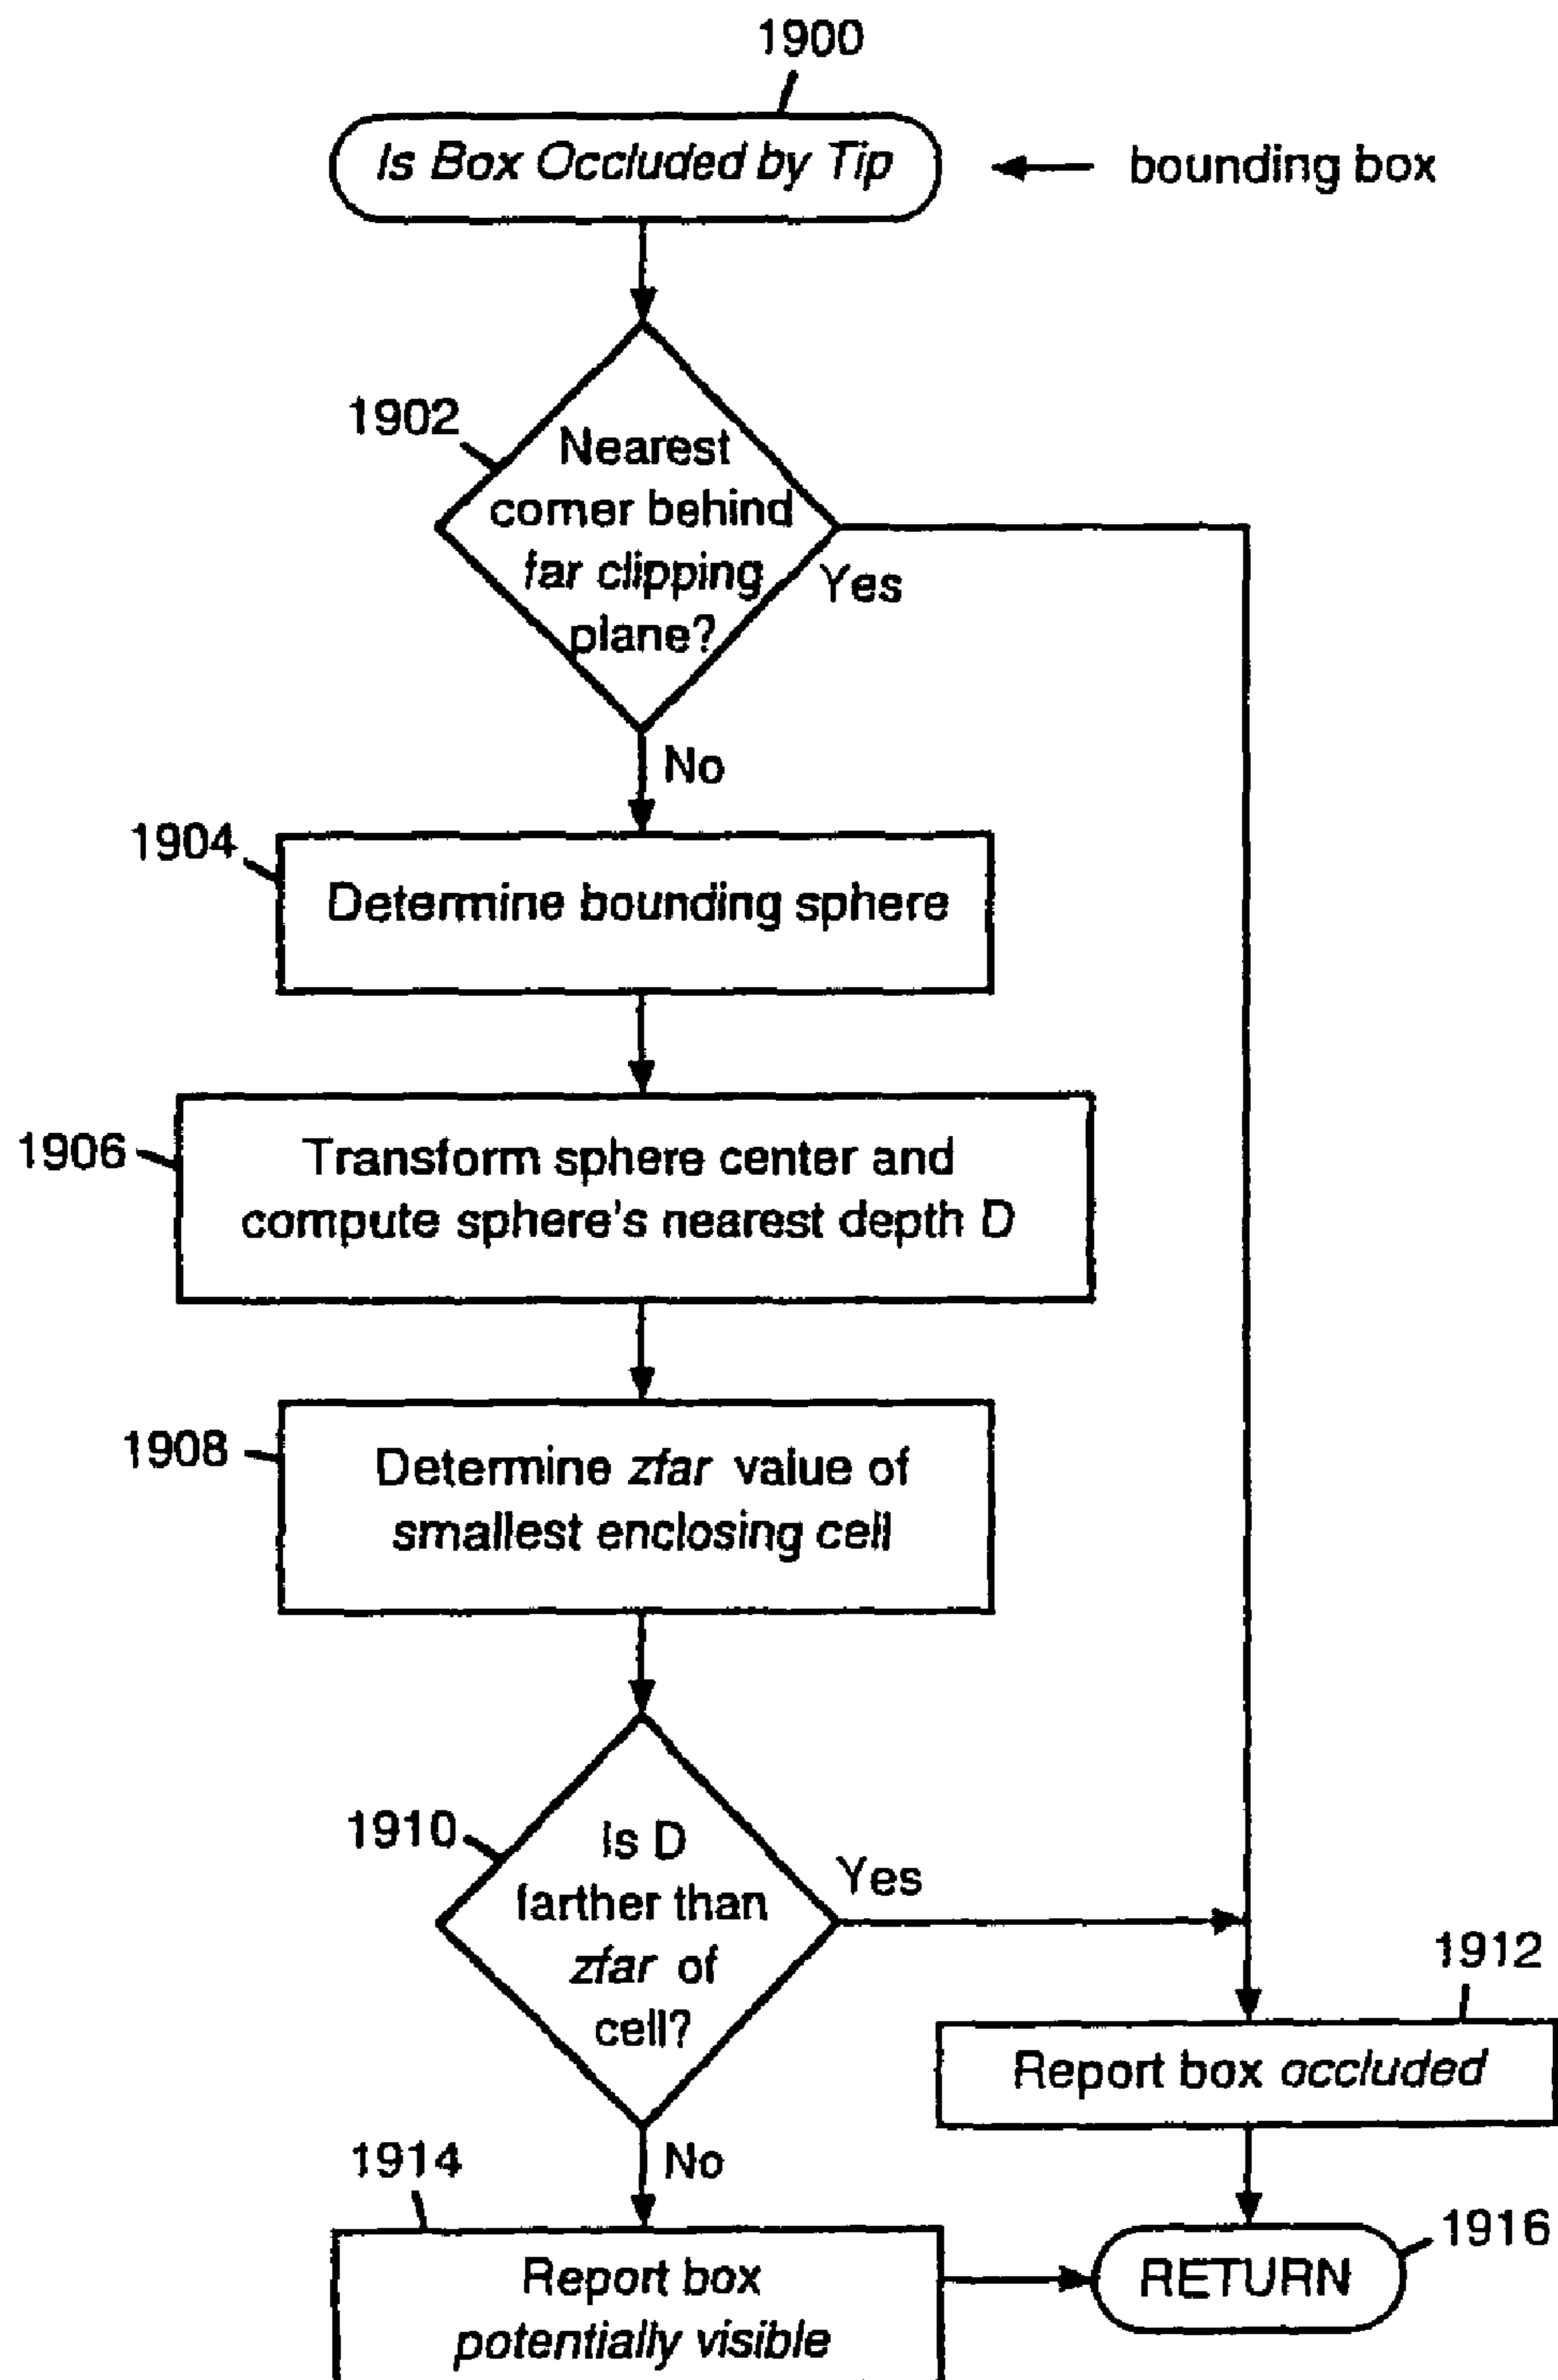 1900
Is Box Occluded by Tip
bounding box
1902
Nearest
corner behind
far clipping
plane?
Yes
No
1904
Determine bounding sphere
1906
Transform sphere center and
compute sphere's nearest depth D
1908
Determine zfar value of
smallest enclosing cell
1910
Is D
farther than
zfar of
cell?
Yes
1912
Report box occluded
No
1914
Report box
potentially visible
1916
RETURN